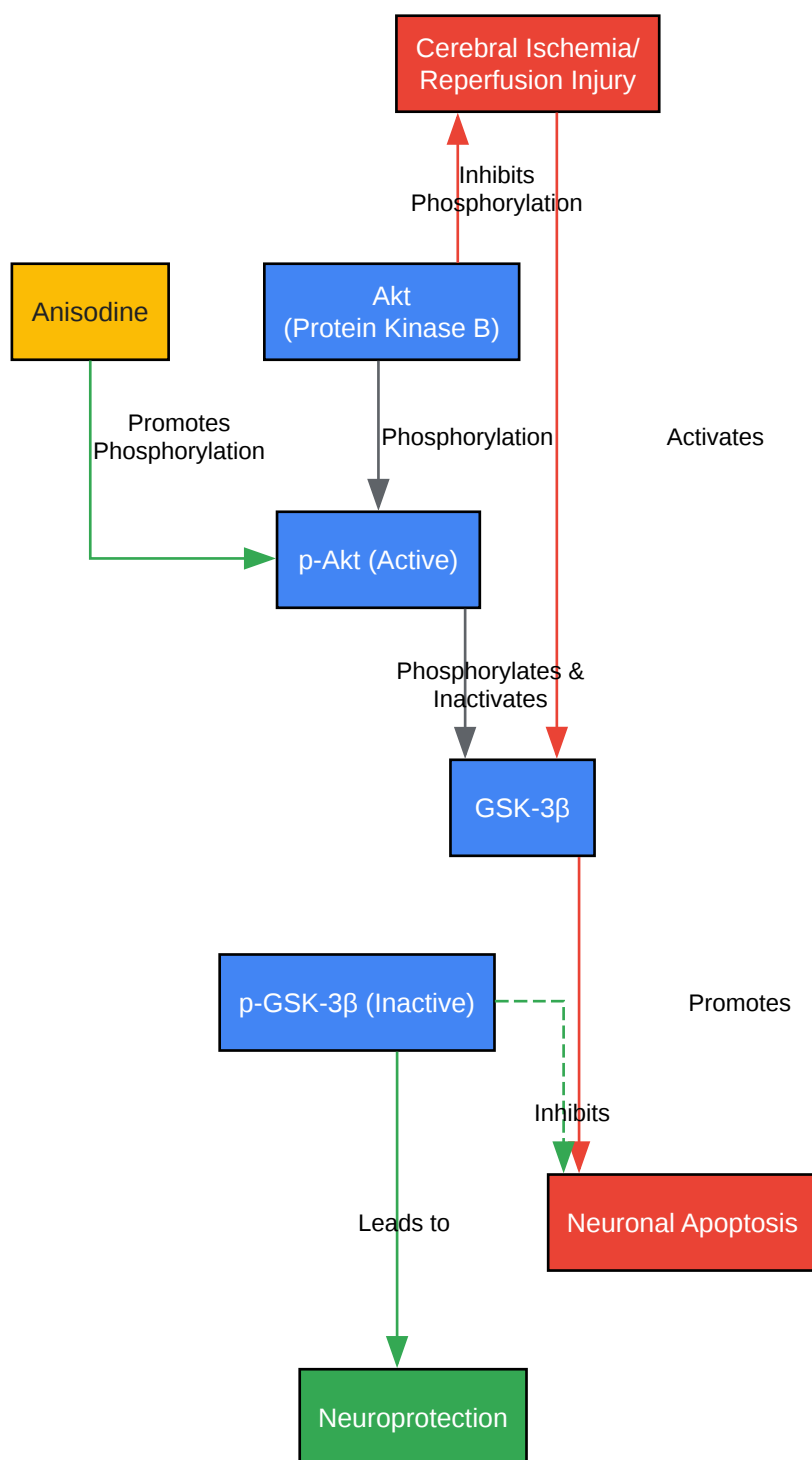 Cerebral Ischemia/
Reperfusion Injury
Inhibits
Phosphorylation
Anisodine
Akt
(Protein Kinase B)
Promotes
Phosphorylation
Phosphorylation
Activates
p-Akt (Active)
Phosphorylates &
Inactivates
GSK-3β
p-GSK-3β (Inactive)
Promotes
Inhibits
Neuronal Apoptosis
Leads to
Neuroprotection